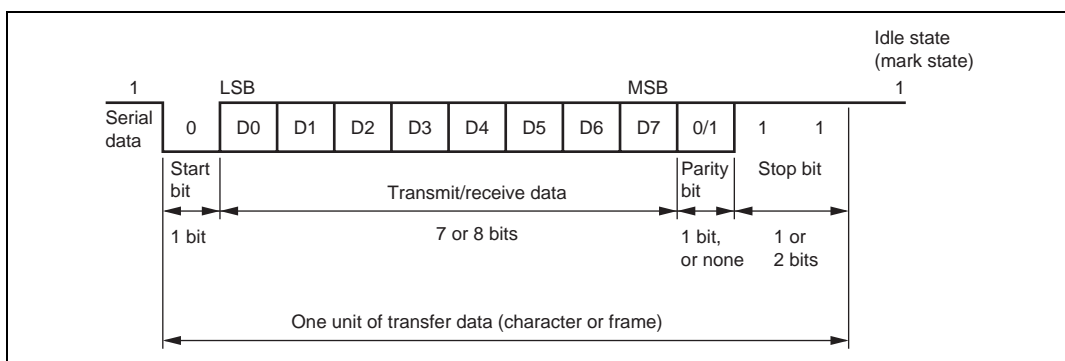 Idle state
(mark state)
1 LSB MSB 1
Serial
data
0 D0 D1 D2 D3 D4 D5 D6 D7 0/1 1 1
Start
bit
Transmit/receive data
Parity
bit
Stop bit
1 bit
7 or 8 bits
1 bit,
or none
1 or
2 bits
One unit of transfer data (character or frame)